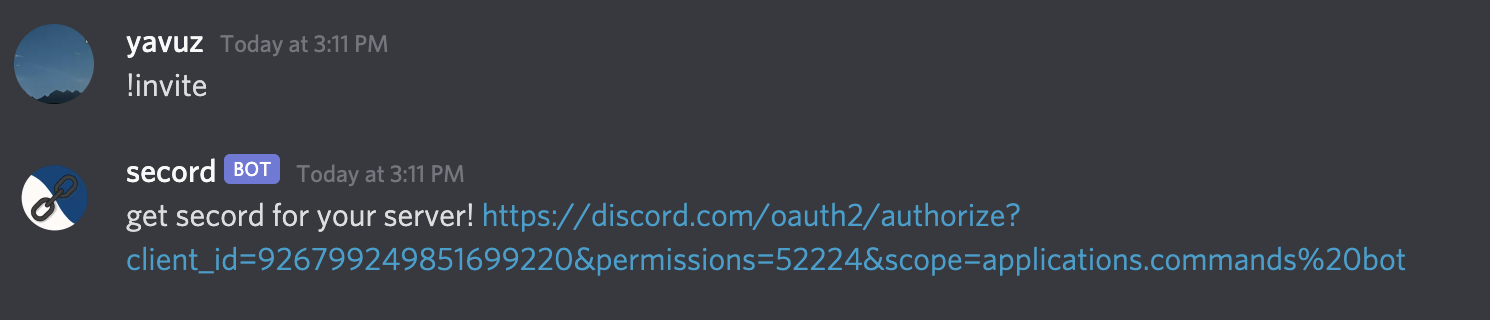 yavuz Today at 3:11 PM
!invite
secord BOT Today at 3:11 PM
get secord for your server! https://discord.com/oauth2/authorize?
client_id=926799249851699220&permissions=52224&scope=applications.commands%20bot